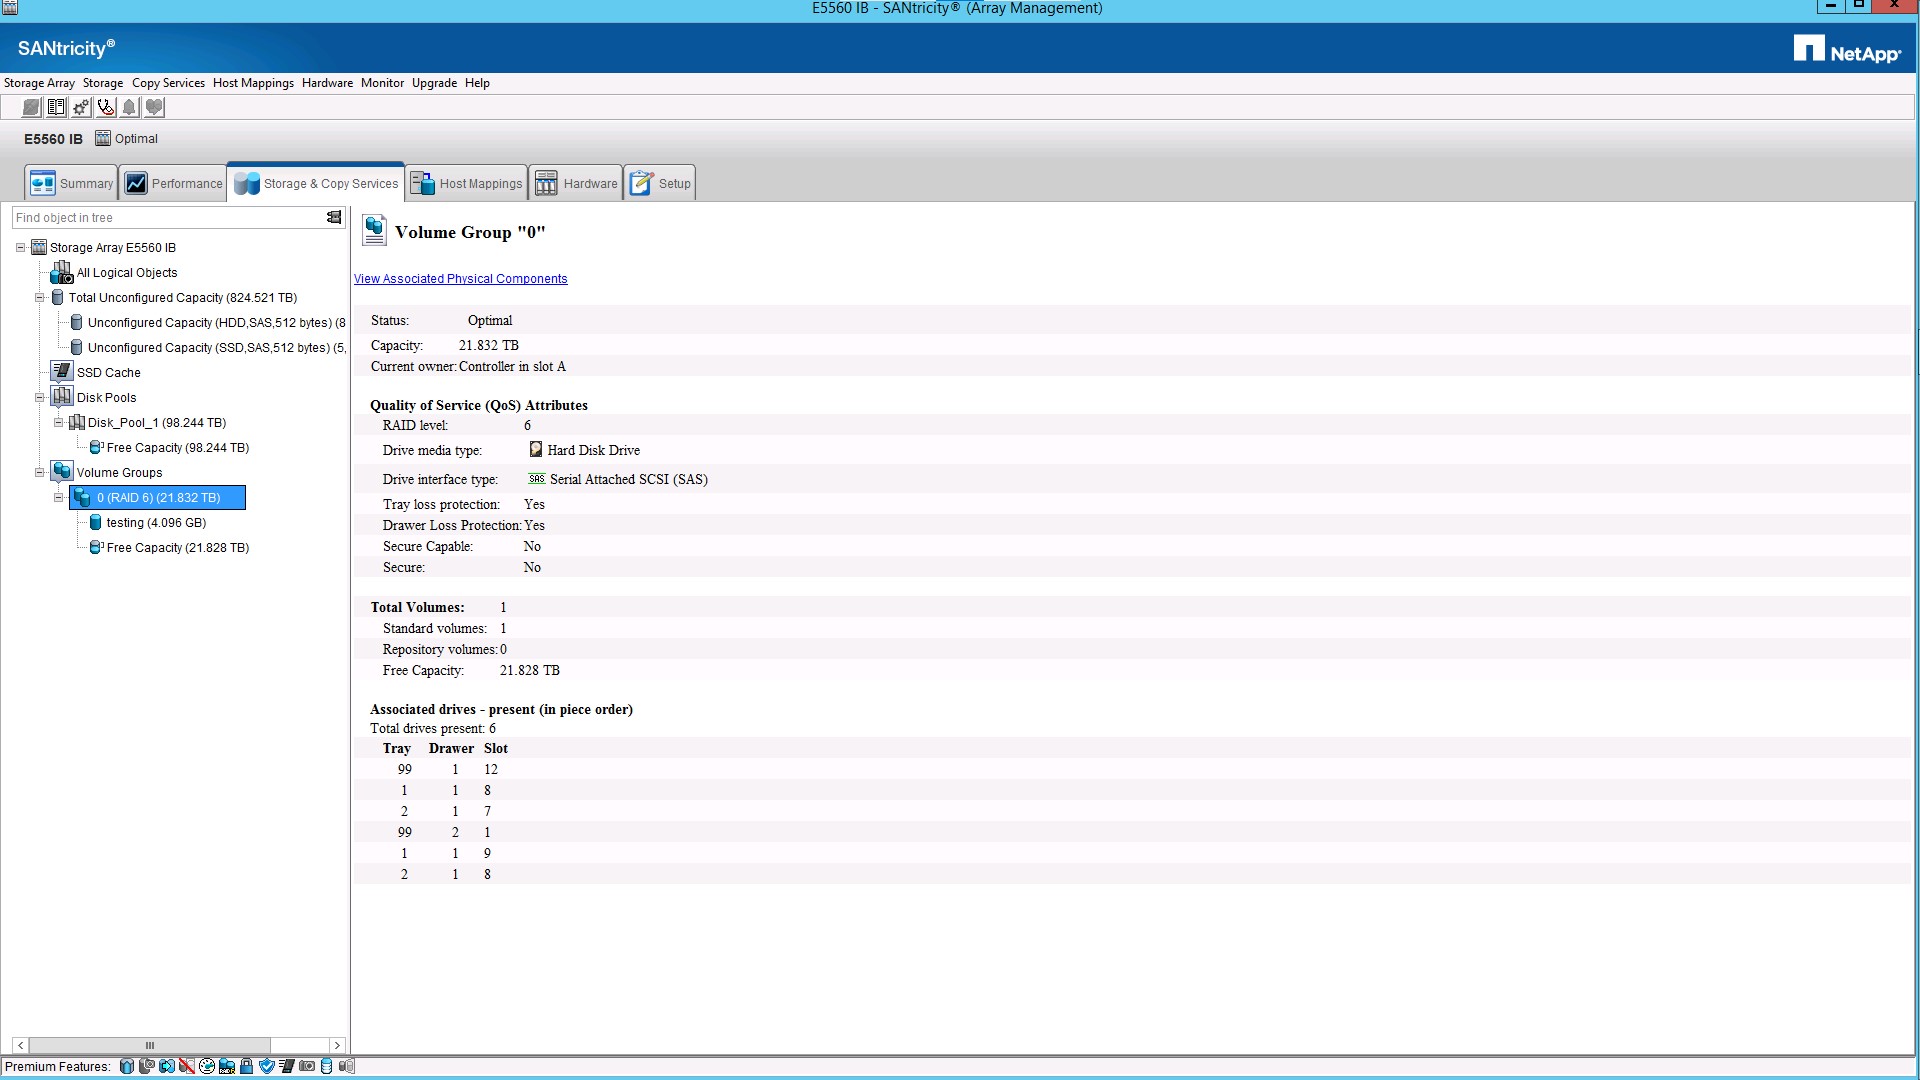 E5560 IB - SANtricity® (Array Management)
SANtricity®
NetApp®
Storage Array Storage Copy Services Host Mappings Hardware Monitor Upgrade Help
E5560 IB Optimal
Summary Performance Storage & Copy Services Host Mappings Hardware Setup
Find object in tree
Storage Array E5560 IB
All Logical Objects
Total Unconfigured Capacity (824.521 TB)
Unconfigured Capacity (HDD,SAS,512 bytes) (8
Unconfigured Capacity (SSD,SAS,512 bytes) (5,
SSD Cache
Disk Pools
Disk_Pool_1 (98.244 TB)
Free Capacity (98.244 TB)
Volume Groups
0 (RAID 6) (21.832 TB)
testing (4.096 GB)
Free Capacity (21.828 TB)
Volume Group "0"
View Associated Physical Components
Status: Optimal
Capacity: 21.832 TB
Current owner: Controller in slot A
Quality of Service (QoS) Attributes
RAID level: 6
Drive media type: Hard Disk Drive
Drive interface type: SAS Serial Attached SCSI (SAS)
Tray loss protection: Yes
Drawer Loss Protection: Yes
Secure Capable: No
Secure: No
Total Volumes: 1
Standard volumes: 1
Repository volumes: 0
Free Capacity: 21.828 TB
Associated drives - present (in piece order)
Total drives present: 6
Tray Drawer Slot
99 1 12
1 1 8
2 1 7
99 2 1
1 1 9
2 1 8
Premium Features: